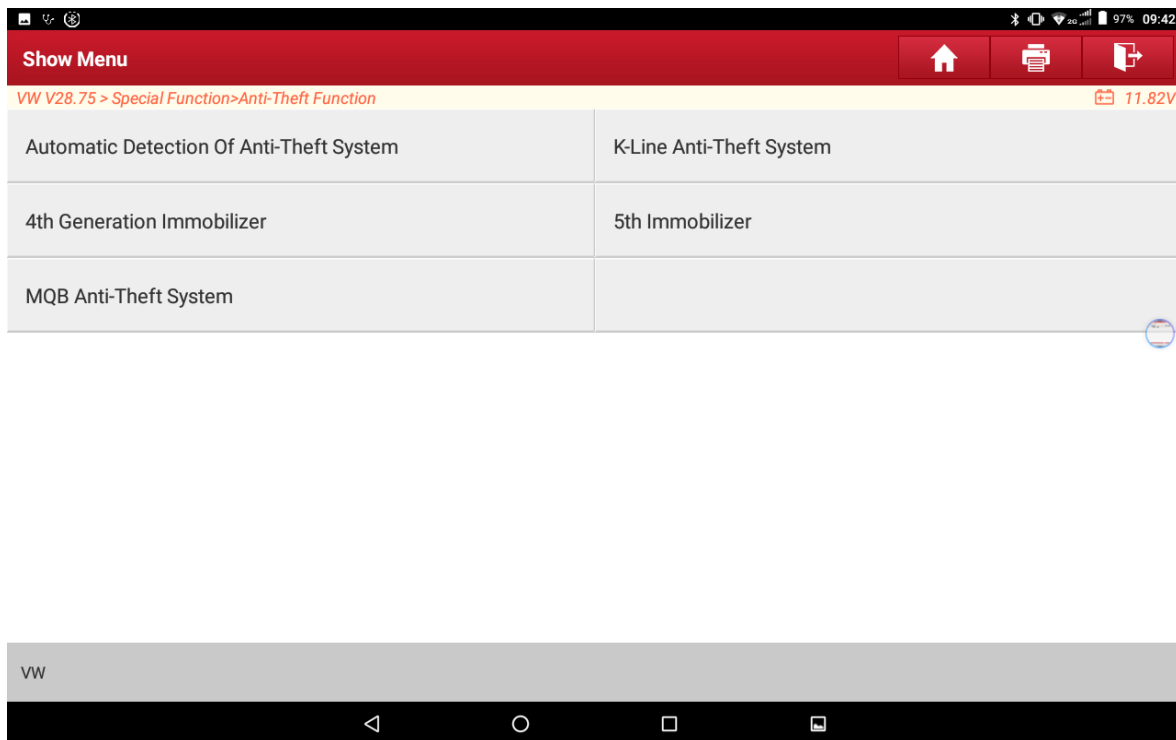 2G 97% 09:42
Show Menu
VW V28.75 > Special Function>Anti-Theft Function 11.82V
Automatic Detection Of Anti-Theft System K-Line Anti-Theft System
4th Generation Immobilizer 5th Immobilizer
MQB Anti-Theft System
VW